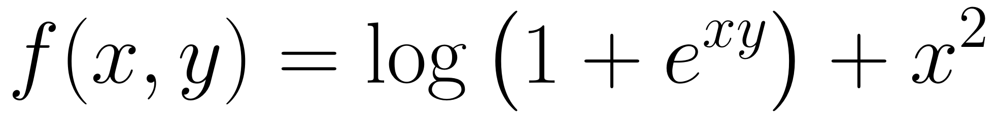 f(x, y) = log(1 + e^{xy}) + x^2